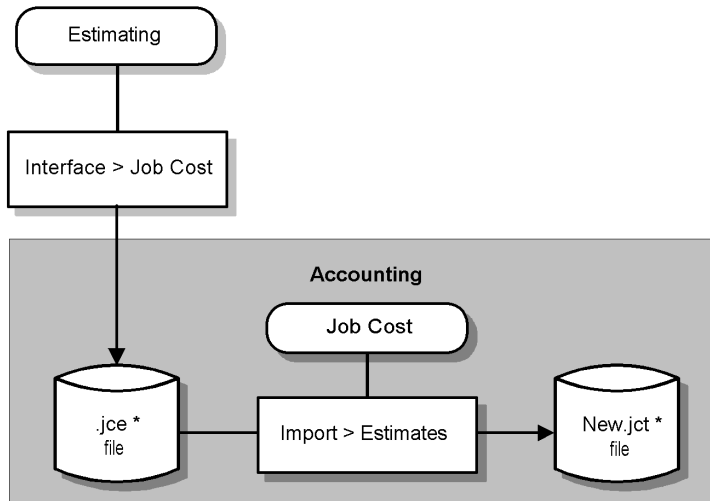 Estimating
Interface > Job Cost
Accounting
Job Cost
.jce *
file
Import > Estimates
New.jct *
file